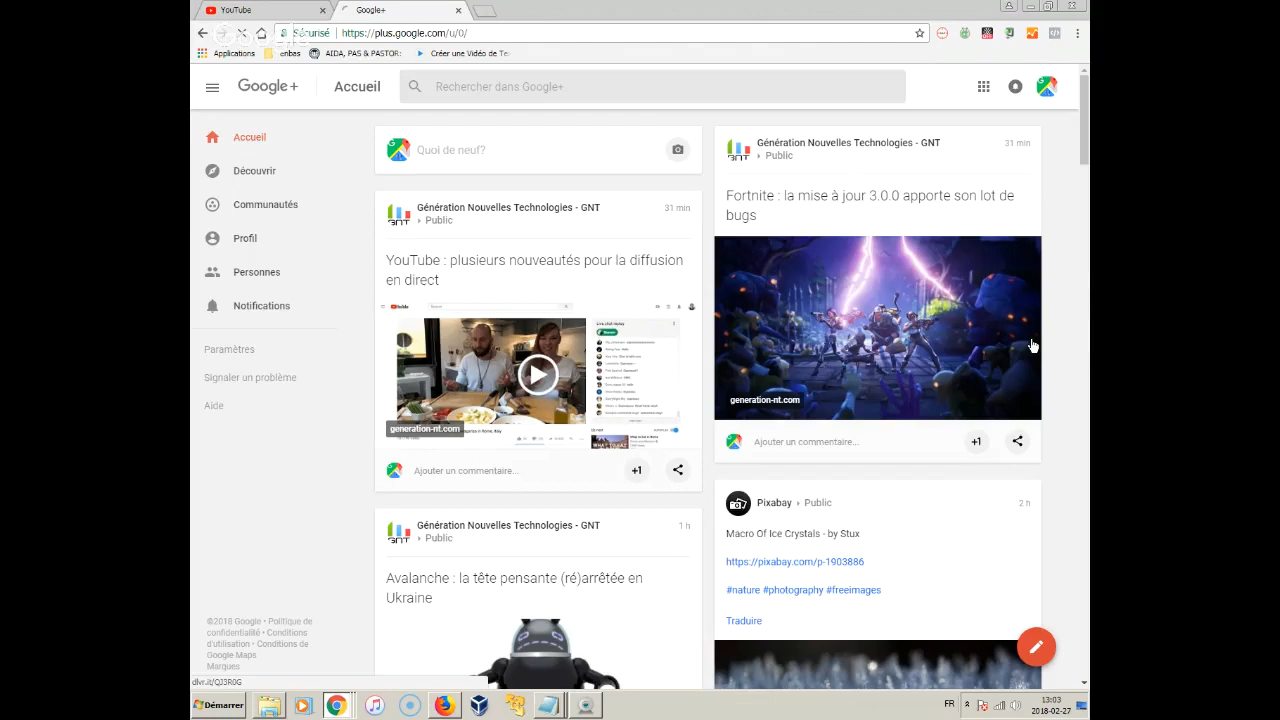 YouTube
Google+
Sécurisé
https://plus.google.com/u/0/
Applications
enbas
AIDA, PAS & PASTOR:
Créer une Vidéo de Te
Google+
Accueil
Rechercher dans Google+
Accueil
Découvrir
Communautés
Profil
Personnes
Notifications
Paramètres
Signaler un problème
Aide
©2018 Google • Politique de
confidentialité • Conditions
d'utilisation • Conditions de
Google Maps
Marques
dlvr.it/QJ3R0G
Quoi de neuf?
GNT
Génération Nouvelles Technologies - GNT
31 min
Public
YouTube : plusieurs nouveautés pour la diffusion
en direct
generation-nt.com
Ajouter un commentaire...
+1
GNT
Génération Nouvelles Technologies - GNT
1 h
Public
Avalanche : la tête pensante (ré)arrêtée en
Ukraine
GNT
Génération Nouvelles Technologies - GNT
31 min
Public
Fortnite : la mise à jour 3.0.0 apporte son lot de
bugs
generation-nt.com
Ajouter un commentaire...
+1
Pixabay
Public
2 h
Macro Of Ice Crystals - by Stux
https://pixabay.com/p-1903886
#nature #photography #freeimages
Traduire
Démarrer
FR
13:03
2018-02-27